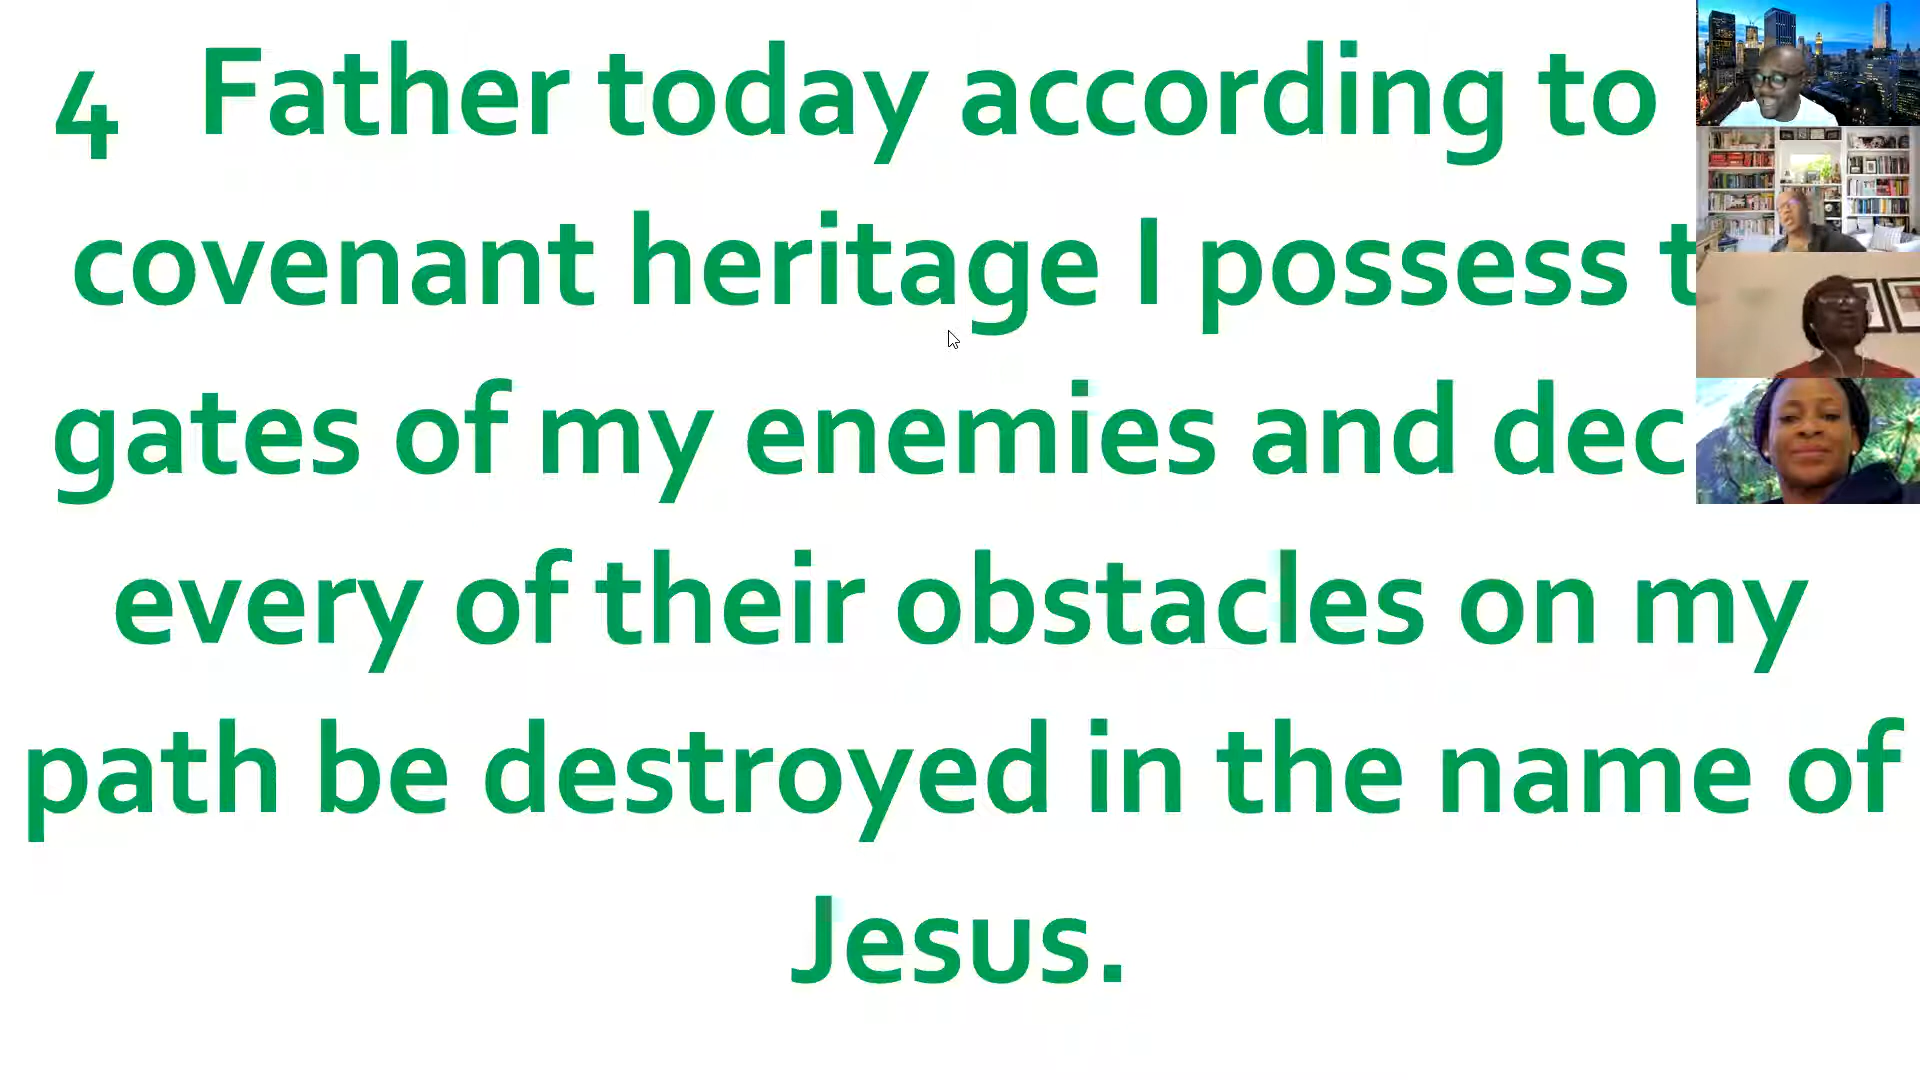 4 Father today according to
covenant heritage I possess t
gates of my enemies and dec
every of their obstacles on my
path be destroyed in the name of
Jesus.